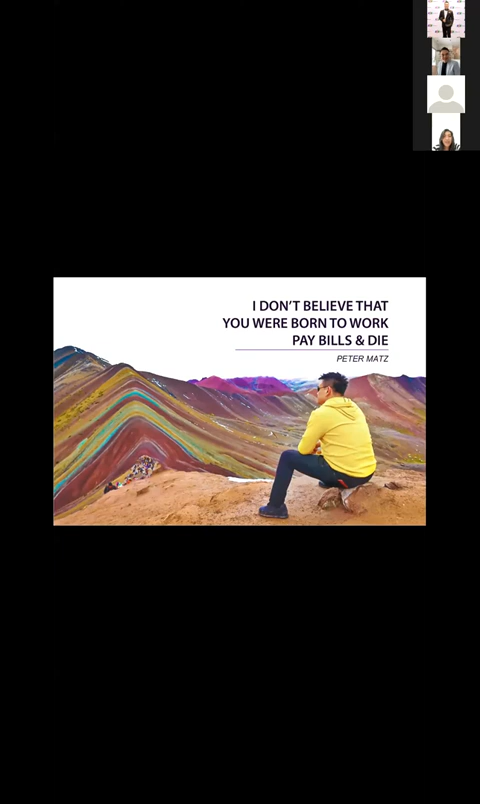 I DON'T BELIEVE THAT
YOU WERE BORN TO WORK
PAY BILLS & DIE
PETER MATZ